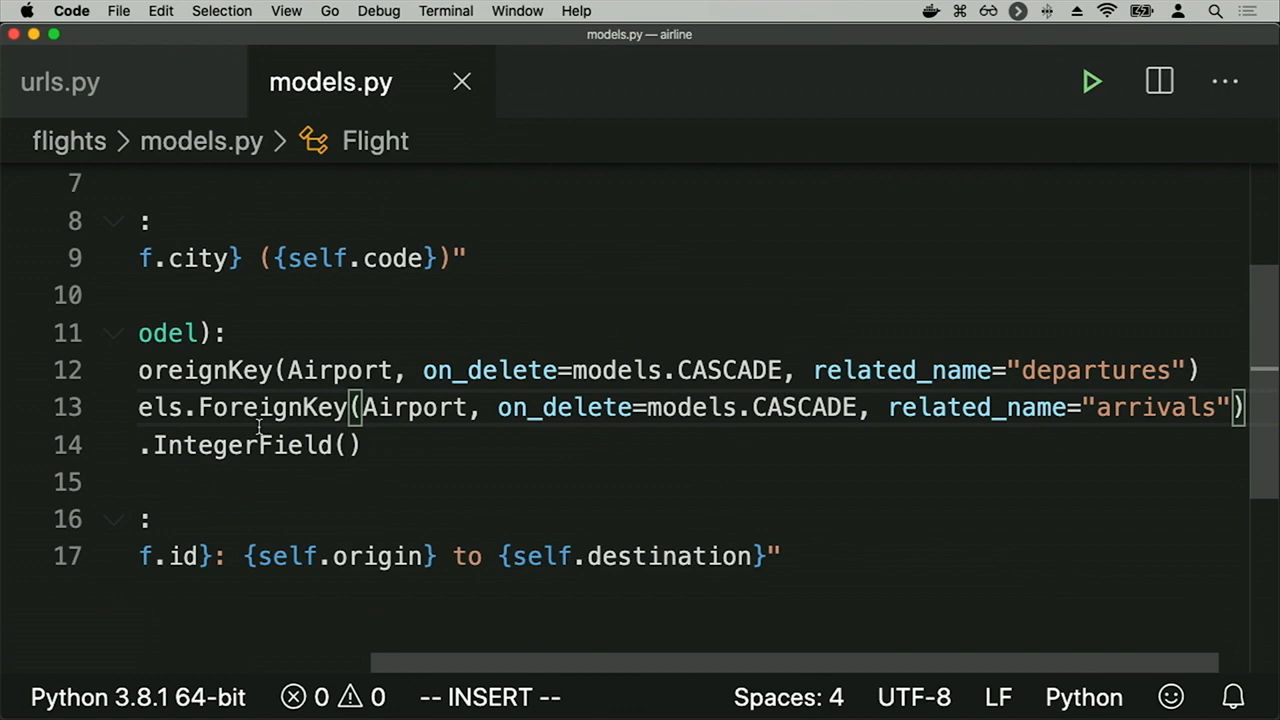 Code File Edit Selection View Go Debug Terminal Window Help
models.py — airline
urls.py models.py
flights > models.py > Flight
7
8 :
9 f.city} ({self.code})"
10
11 odel):
12 oreignKey(Airport, on_delete=models.CASCADE, related_name="departures")
13 els.ForeignKey(Airport, on_delete=models.CASCADE, related_name="arrivals")
14 .IntegerField()
15
16 :
17 f.id}: {self.origin} to {self.destination}"
Python 3.8.1 64-bit 0 0 -- INSERT -- Spaces: 4 UTF-8 LF Python